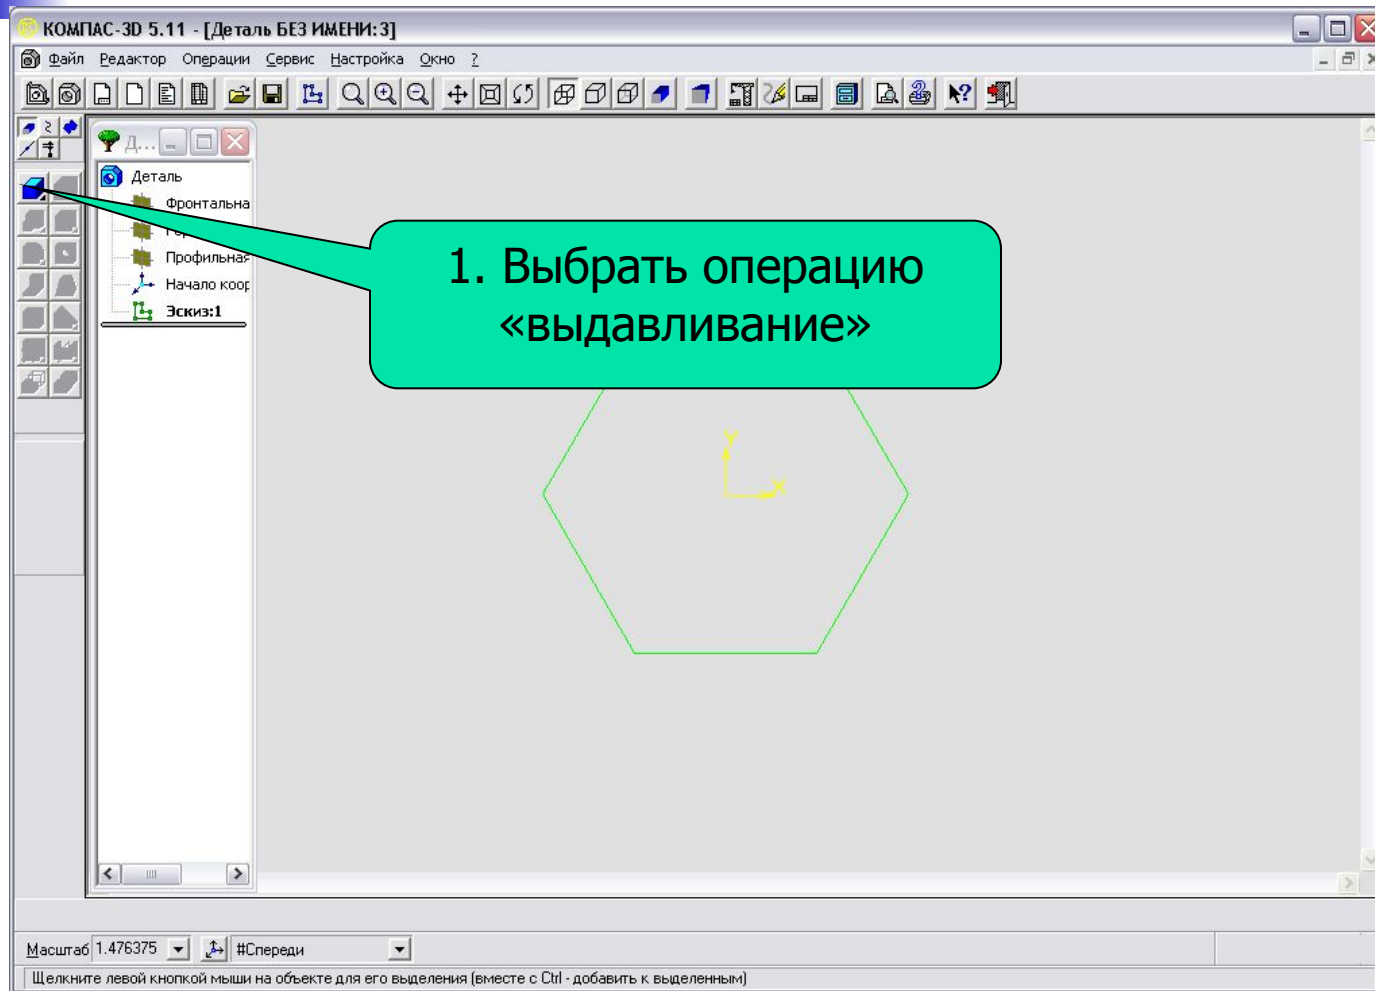 КОМПАС-3D 5.11 - [Деталь БЕЗ ИМЕНИ:3]
Файл Редактор Операции Сервис Настройка Окно ?
Д...
Деталь
Фронтальна
Профильная
Начало коор
Эскиз:1
1. Выбрать операцию
«выдавливание»
Y
X
Масштаб 1.476375 #Спереди
Щелкните левой кнопкой мыши на объекте для его выделения (вместе с Ctrl - добавить к выделенным)